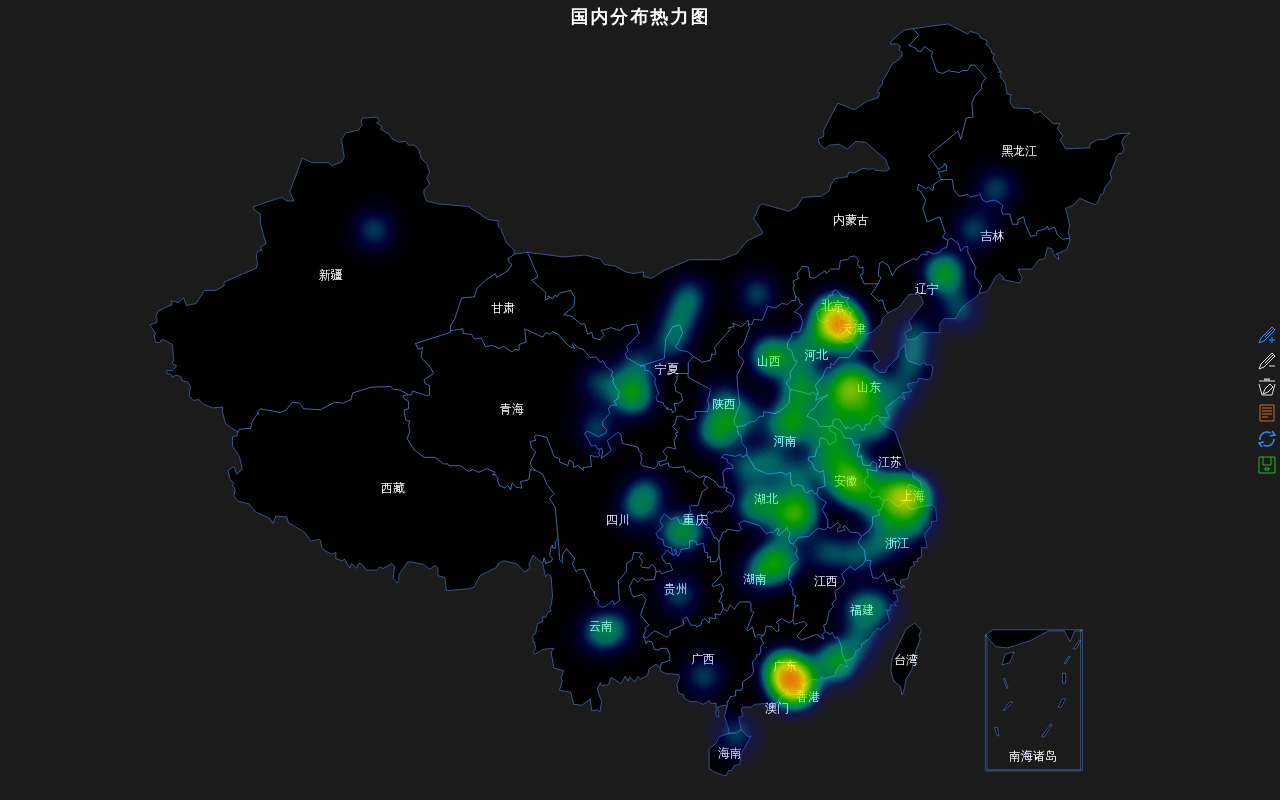 国内分布热力图
黑龙江
内蒙古
吉林
新疆
辽宁
北京
甘肃
天津
河北
山西
宁夏
山东
陕西
青海
河南
江苏
安徽
西藏
上海
湖北
四川
重庆
浙江
湖南
江西
贵州
福建
云南
广西
台湾
广东
香港
澳门
海南
南海诸岛